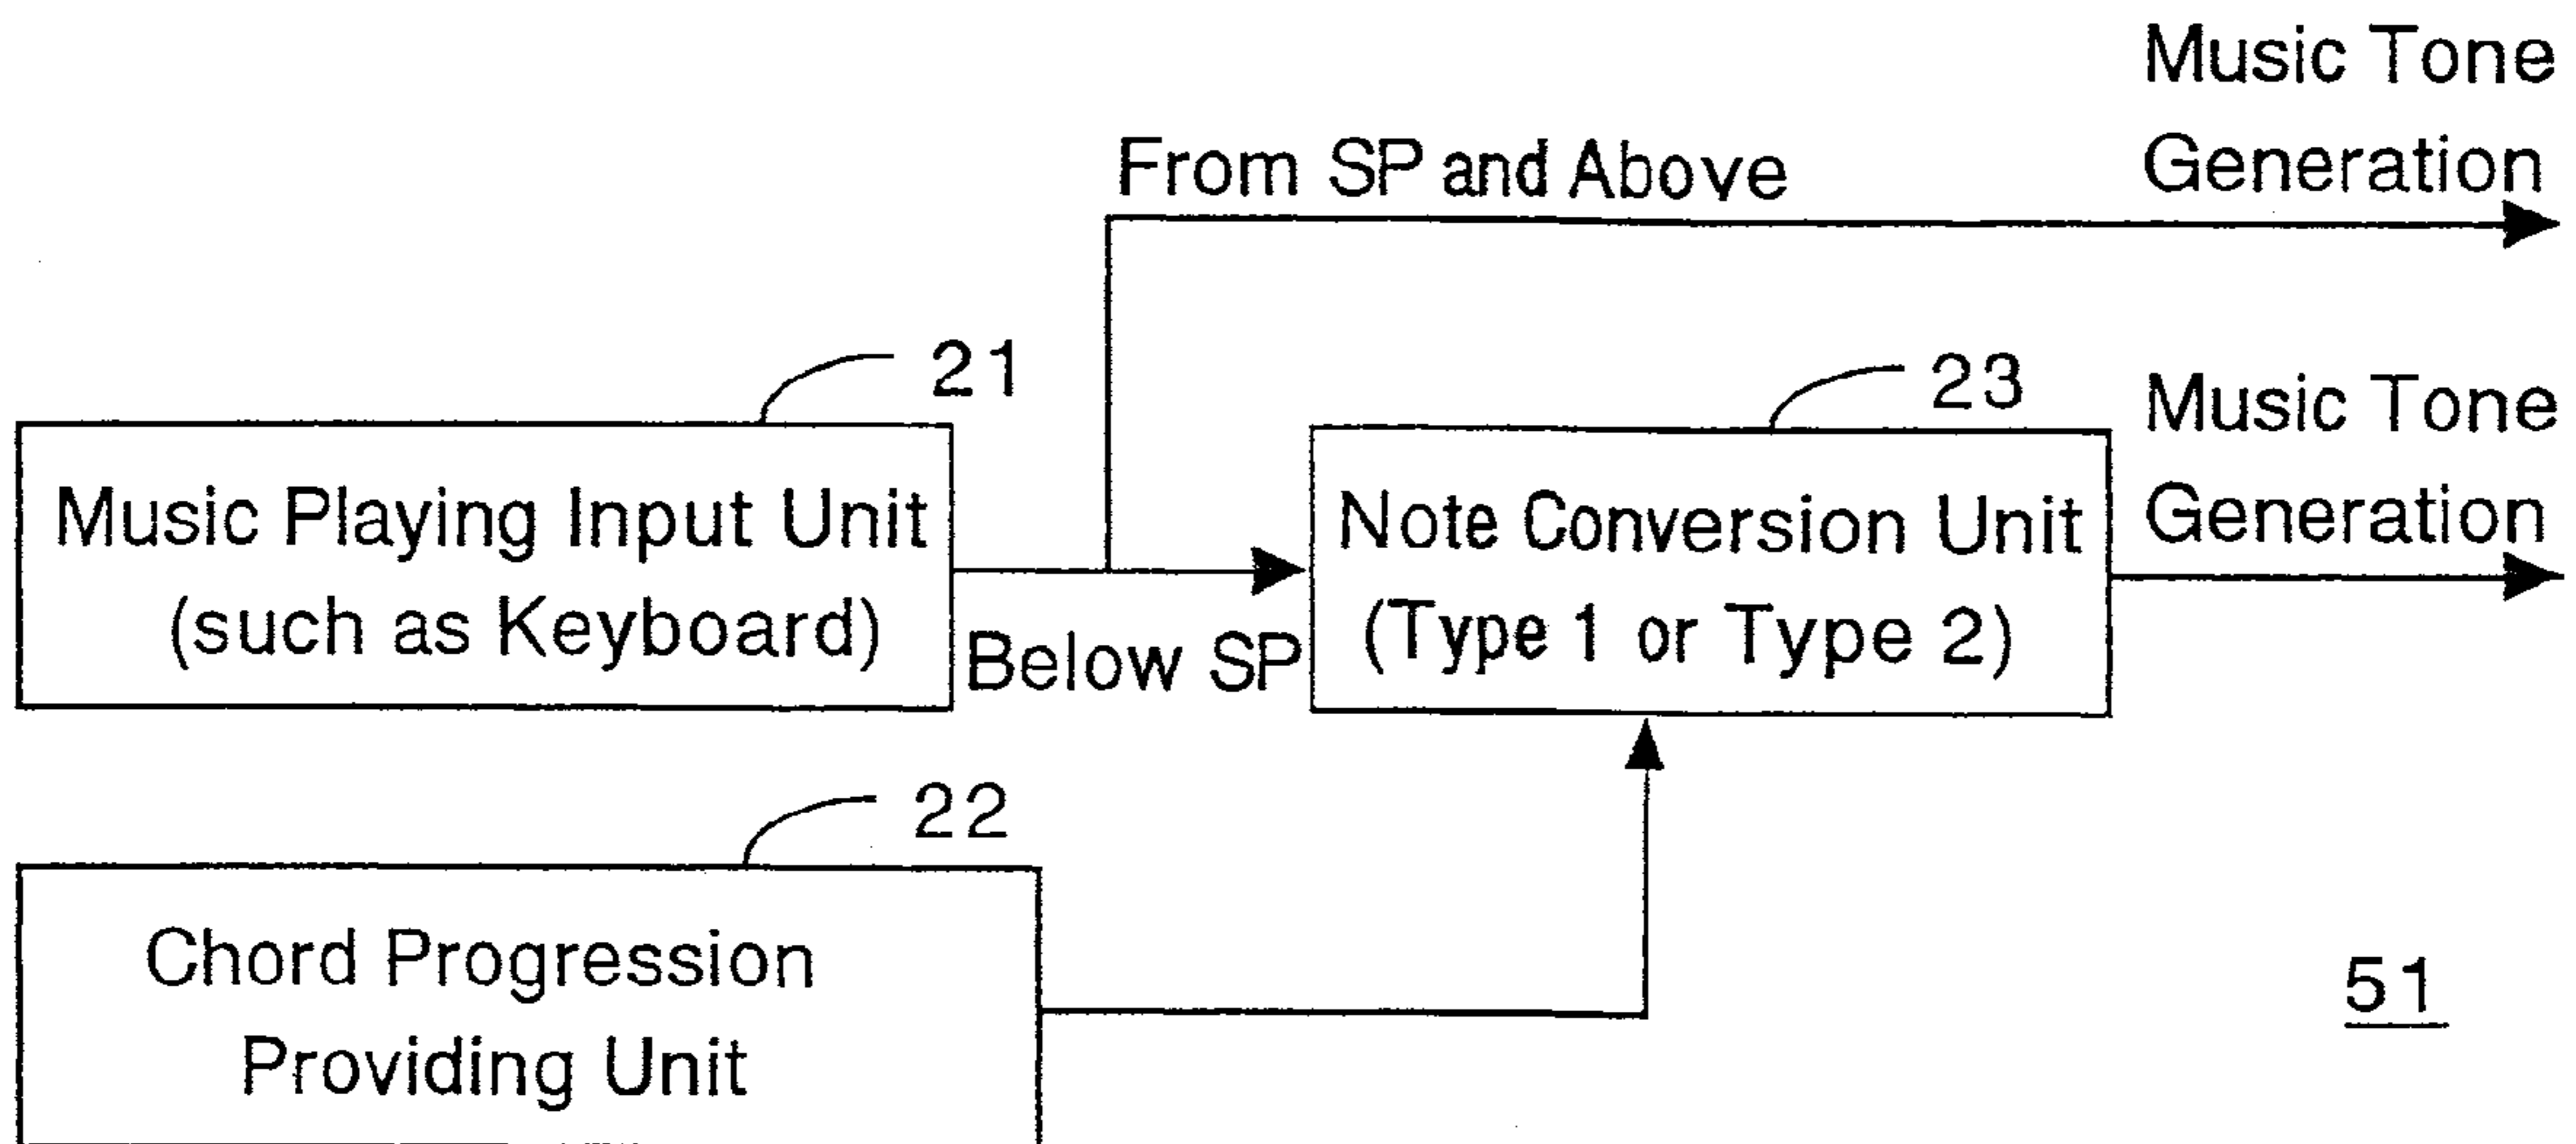 Music Tone
Generation
From SP and Above
21
23
Music Tone
Generation
Music Playing Input Unit
(such as Keyboard)
Below SP
Note Conversion Unit
(Type 1 or Type 2)
22
Chord Progression
Providing Unit
51